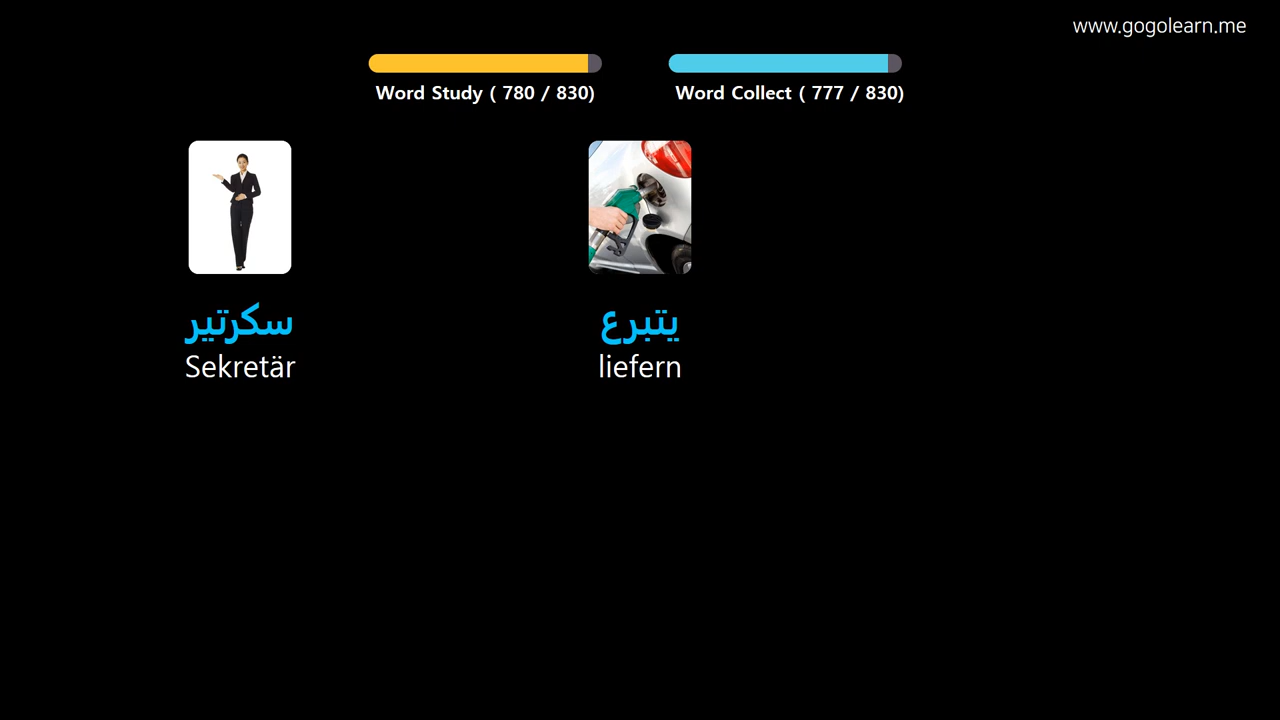 www.gogolearn.me
Word Study ( 780 / 830)
Word Collect ( 777 / 830)
سكرتير
Sekretär
يتبرع
liefern